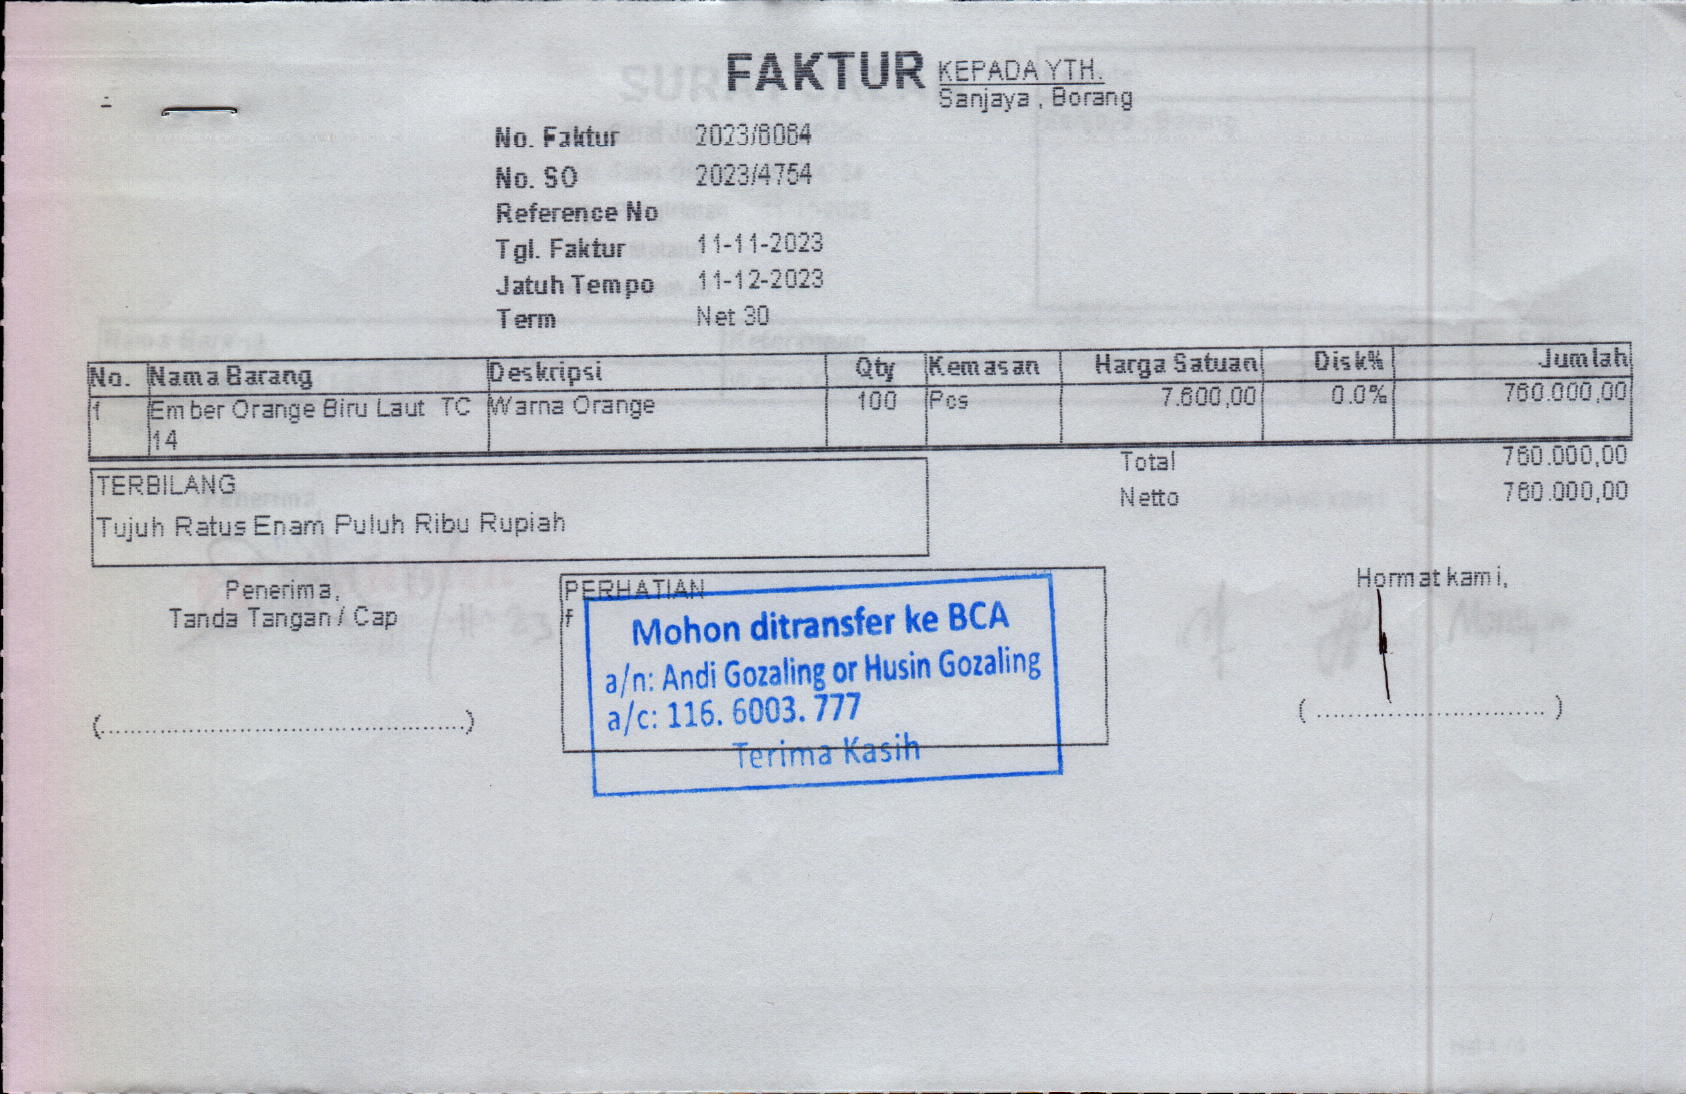 FAKTUR
KEPADA YTH.
Sanjaya , Borang
No. Faktur 2023/6064
No. SO 2023/4754
Reference No
Tgl. Faktur 11-11-2023
Jatuh Tempo 11-12-2023
Term Net 30
No. Nama Barang Deskripsi Qty Kemasan Harga Satuan Disk% Jumlah
1 Ember Orange Biru Laut TC Warna Orange 100 Pcs 7.600,00 0.0% 760.000,00
14
Total 760.000,00
Netto 760.000,00
TERBILANG
Tujuh Ratus Enam Puluh Ribu Rupiah
Penerima,
Tanda Tangan / Cap
(............................................)
PERHATIAN
f
Mohon ditransfer ke BCA
a/n: Andi Gozaling or Husin Gozaling
a/c: 116. 6003. 777
Terima Kasih
Hormat kami,
( ............................ )